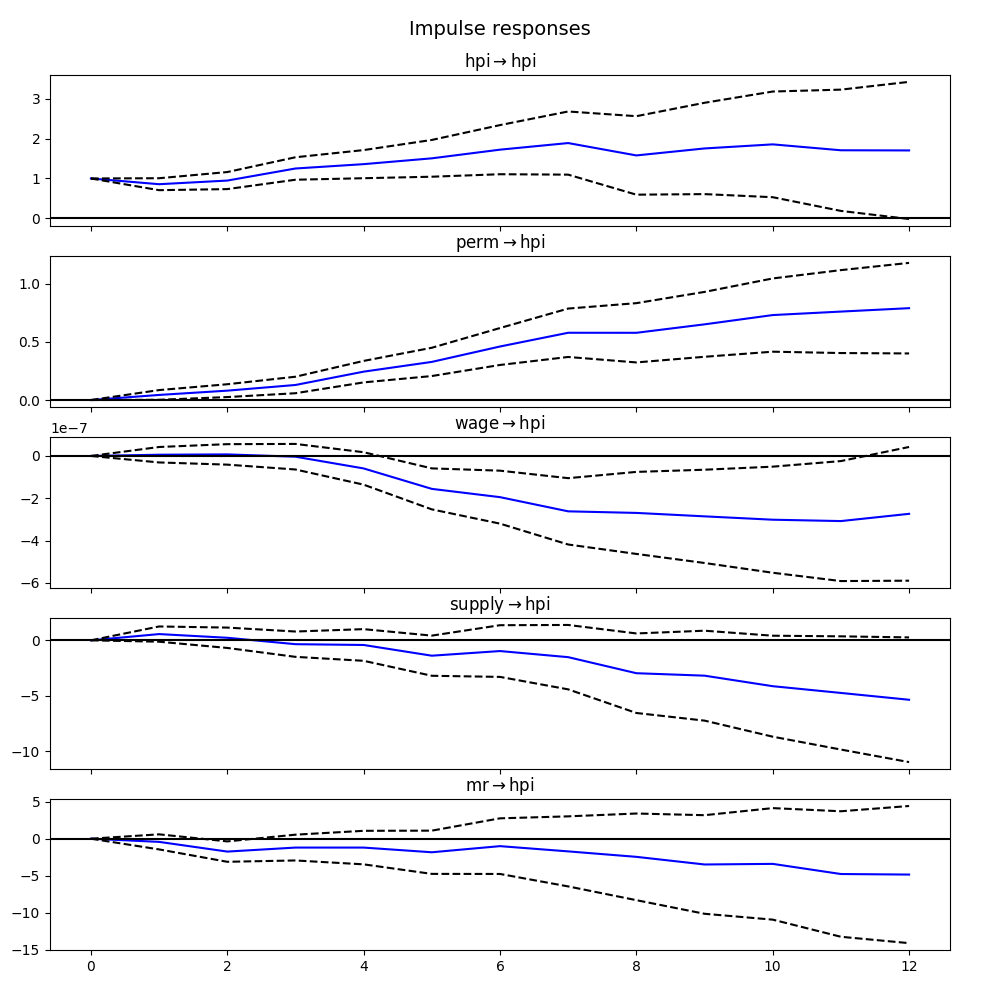 Impulse responses
hpi → hpi
3
2
1
0
perm → hpi
1.0
0.5
0.0
1e−7
wage → hpi
0
−2
−4
−6
supply → hpi
0
−5
−10
mr → hpi
5
0
−5
−10
−15
0 2 4 6 8 10 12